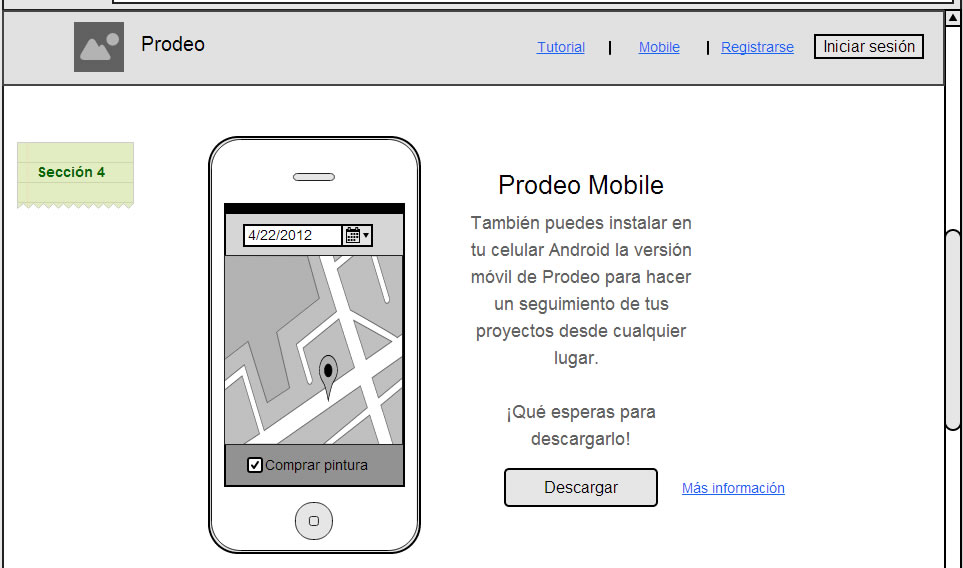 Prodeo
Tutorial | Mobile | Registrarse Iniciar sesión
Sección 4
4/22/2012
Comprar pintura
Prodeo Mobile
También puedes instalar en
tu celular Android la versión
móvil de Prodeo para hacer
un seguimiento de tus
proyectos desde cualquier
lugar.
¡Qué esperas para
descargarlo!
Descargar
Más información